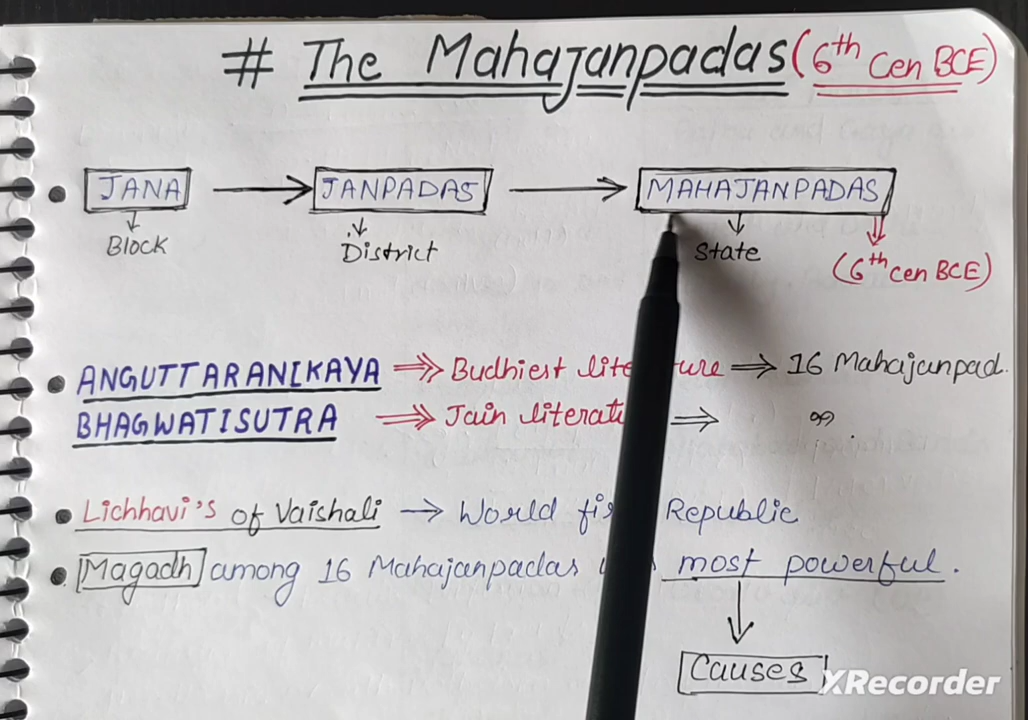 # The Mahajanpadas (6th Cen BCE)
JANA → JANPADAS → MAHAJANPADAS
Block District State (6th cen BCE)
ANGUTTARANIKAYA ⇒ Budhiest lite ure ⇒ 16 Mahajanpad.
BHAGWATISUTRA ⇒ Jain literat ⇒ "
Lichhavi's of Vaishali → World fi Republic
Magadh among 16 Mahajanpadas most powerful.
Causes
XRecorder